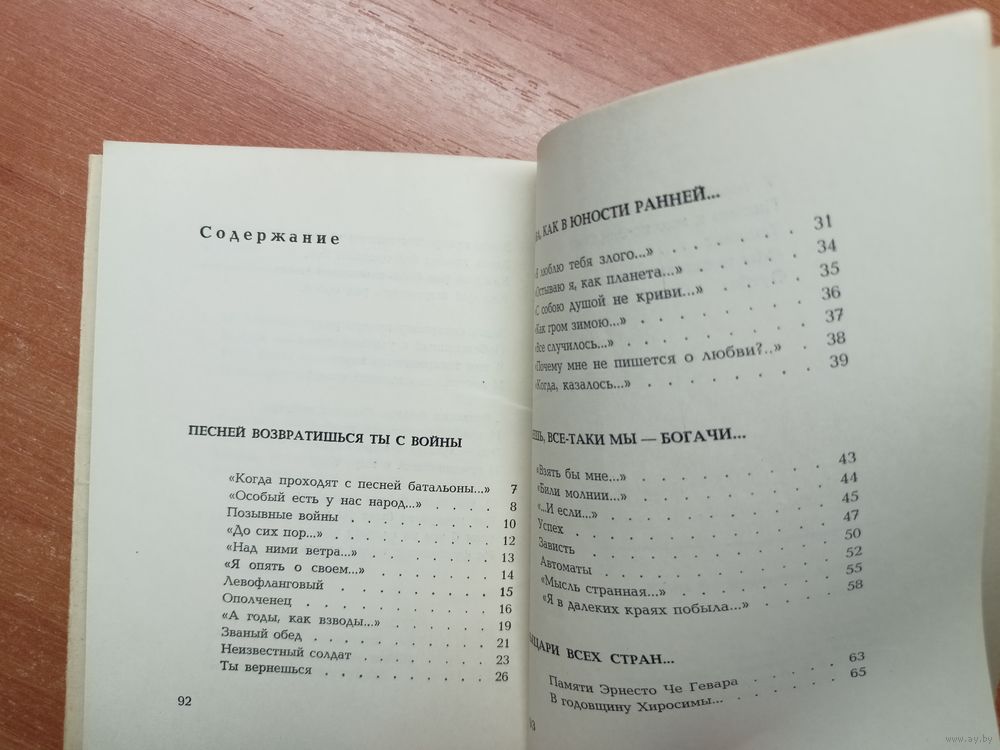 Содержание
ПЕСНЕЙ ВОЗВРАТИШЬСЯ ТЫ С ВОЙНЫ
«Когда проходят с песней батальоны...» 7
«Особый есть у нас народ...» . . . . 8
Позывные войны . . . . . . . . 10
«До сих пор...» . . . . . . . . . 12
«Над ними ветра...» . . . . . . . 13
«Я опять о своем...» . . . . . . . 14
Левофланговый . . . . . . . . . 15
Ополченец . . . . . . . . . . 16
«А годы, как взводы...» . . . . . . 19
Званый обед . . . . . . . . . . 21
Неизвестный солдат . . . . . . . 23
Ты вернешься . . . . . . . . . 26
92
КАК В ЮНОСТИ РАННЕЙ...
«Я люблю тебя злого...» . . . . . . 31
«Остываю я, как планета...» . . . . . 34
«С собою душой не криви...» . . . . 35
«Как гром зимою...» . . . . . . . 36
«Все случилось...» . . . . . . . . 37
«Почему мне не пишется о любви?..» . 38
«Когда, казалось...» . . . . . . . 39
ВСЕ-ТАКИ МЫ — БОГАЧИ...
«Взять бы мне...» . . . . . . . . 43
«Били молнии...» . . . . . . . . 44
«...И если...» . . . . . . . . . 45
Успех . . . . . . . . . . . 47
Зависть . . . . . . . . . . 50
Автоматы . . . . . . . . . . 52
«Мысль странная...» . . . . . . . 55
«Я в далеких краях побыла...» . . . . 58
ВСЕХ СТРАН...
Памяти Эрнесто Че Гевара . . . . . 63
В годовщину Хиросимы... . . . . . 65
www.ay.by